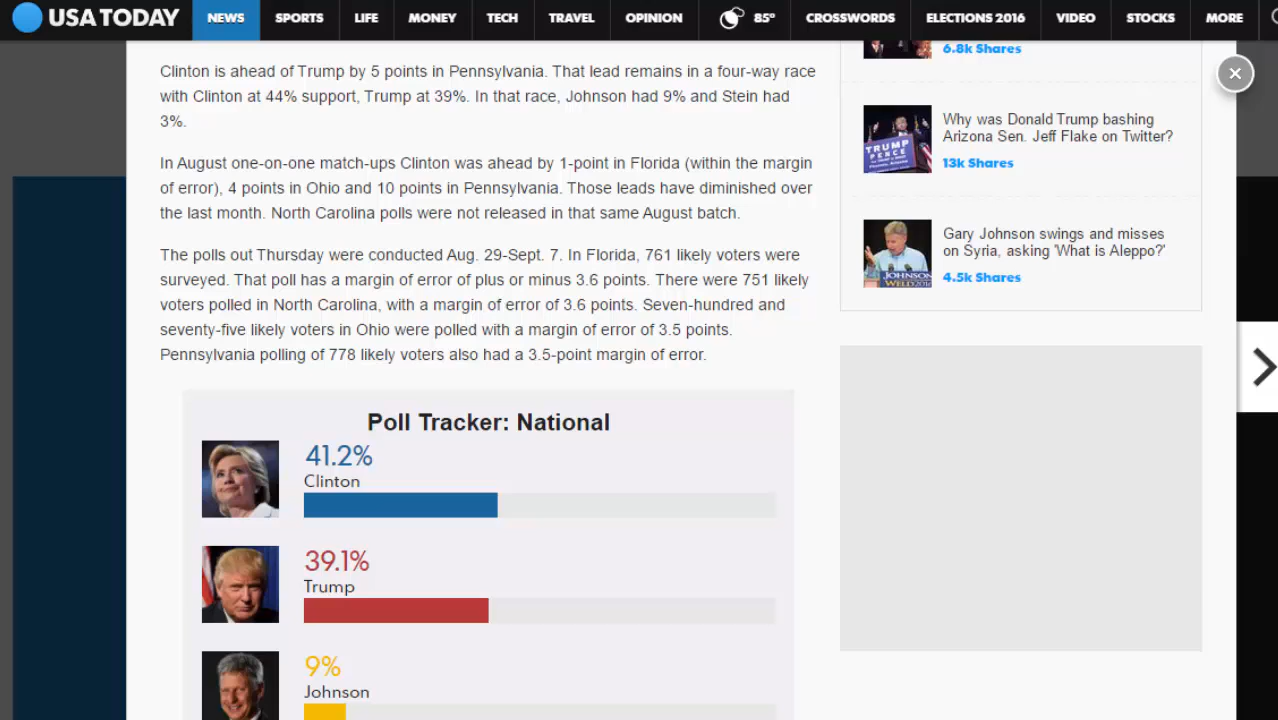 USA TODAY
NEWS
SPORTS
LIFE
MONEY
TECH
TRAVEL
OPINION
85°
CROSSWORDS
ELECTIONS 2016
VIDEO
STOCKS
MORE
Clinton is ahead of Trump by 5 points in Pennsylvania. That lead remains in a four-way race
with Clinton at 44% support, Trump at 39%. In that race, Johnson had 9% and Stein had
3%.
In August one-on-one match-ups Clinton was ahead by 1-point in Florida (within the margin
of error), 4 points in Ohio and 10 points in Pennsylvania. Those leads have diminished over
the last month. North Carolina polls were not released in that same August batch.
The polls out Thursday were conducted Aug. 29-Sept. 7. In Florida, 761 likely voters were
surveyed. That poll has a margin of error of plus or minus 3.6 points. There were 751 likely
voters polled in North Carolina, with a margin of error of 3.6 points. Seven-hundred and
seventy-five likely voters in Ohio were polled with a margin of error of 3.5 points.
Pennsylvania polling of 778 likely voters also had a 3.5-point margin of error.
Poll Tracker: National
41.2%
Clinton
39.1%
Trump
9%
Johnson
6.8k Shares
TRUMP
PENCE
Why was Donald Trump bashing
Arizona Sen. Jeff Flake on Twitter?
13k Shares
JOHNSON
WELD 2016
Gary Johnson swings and misses
on Syria, asking 'What is Aleppo?'
4.5k Shares